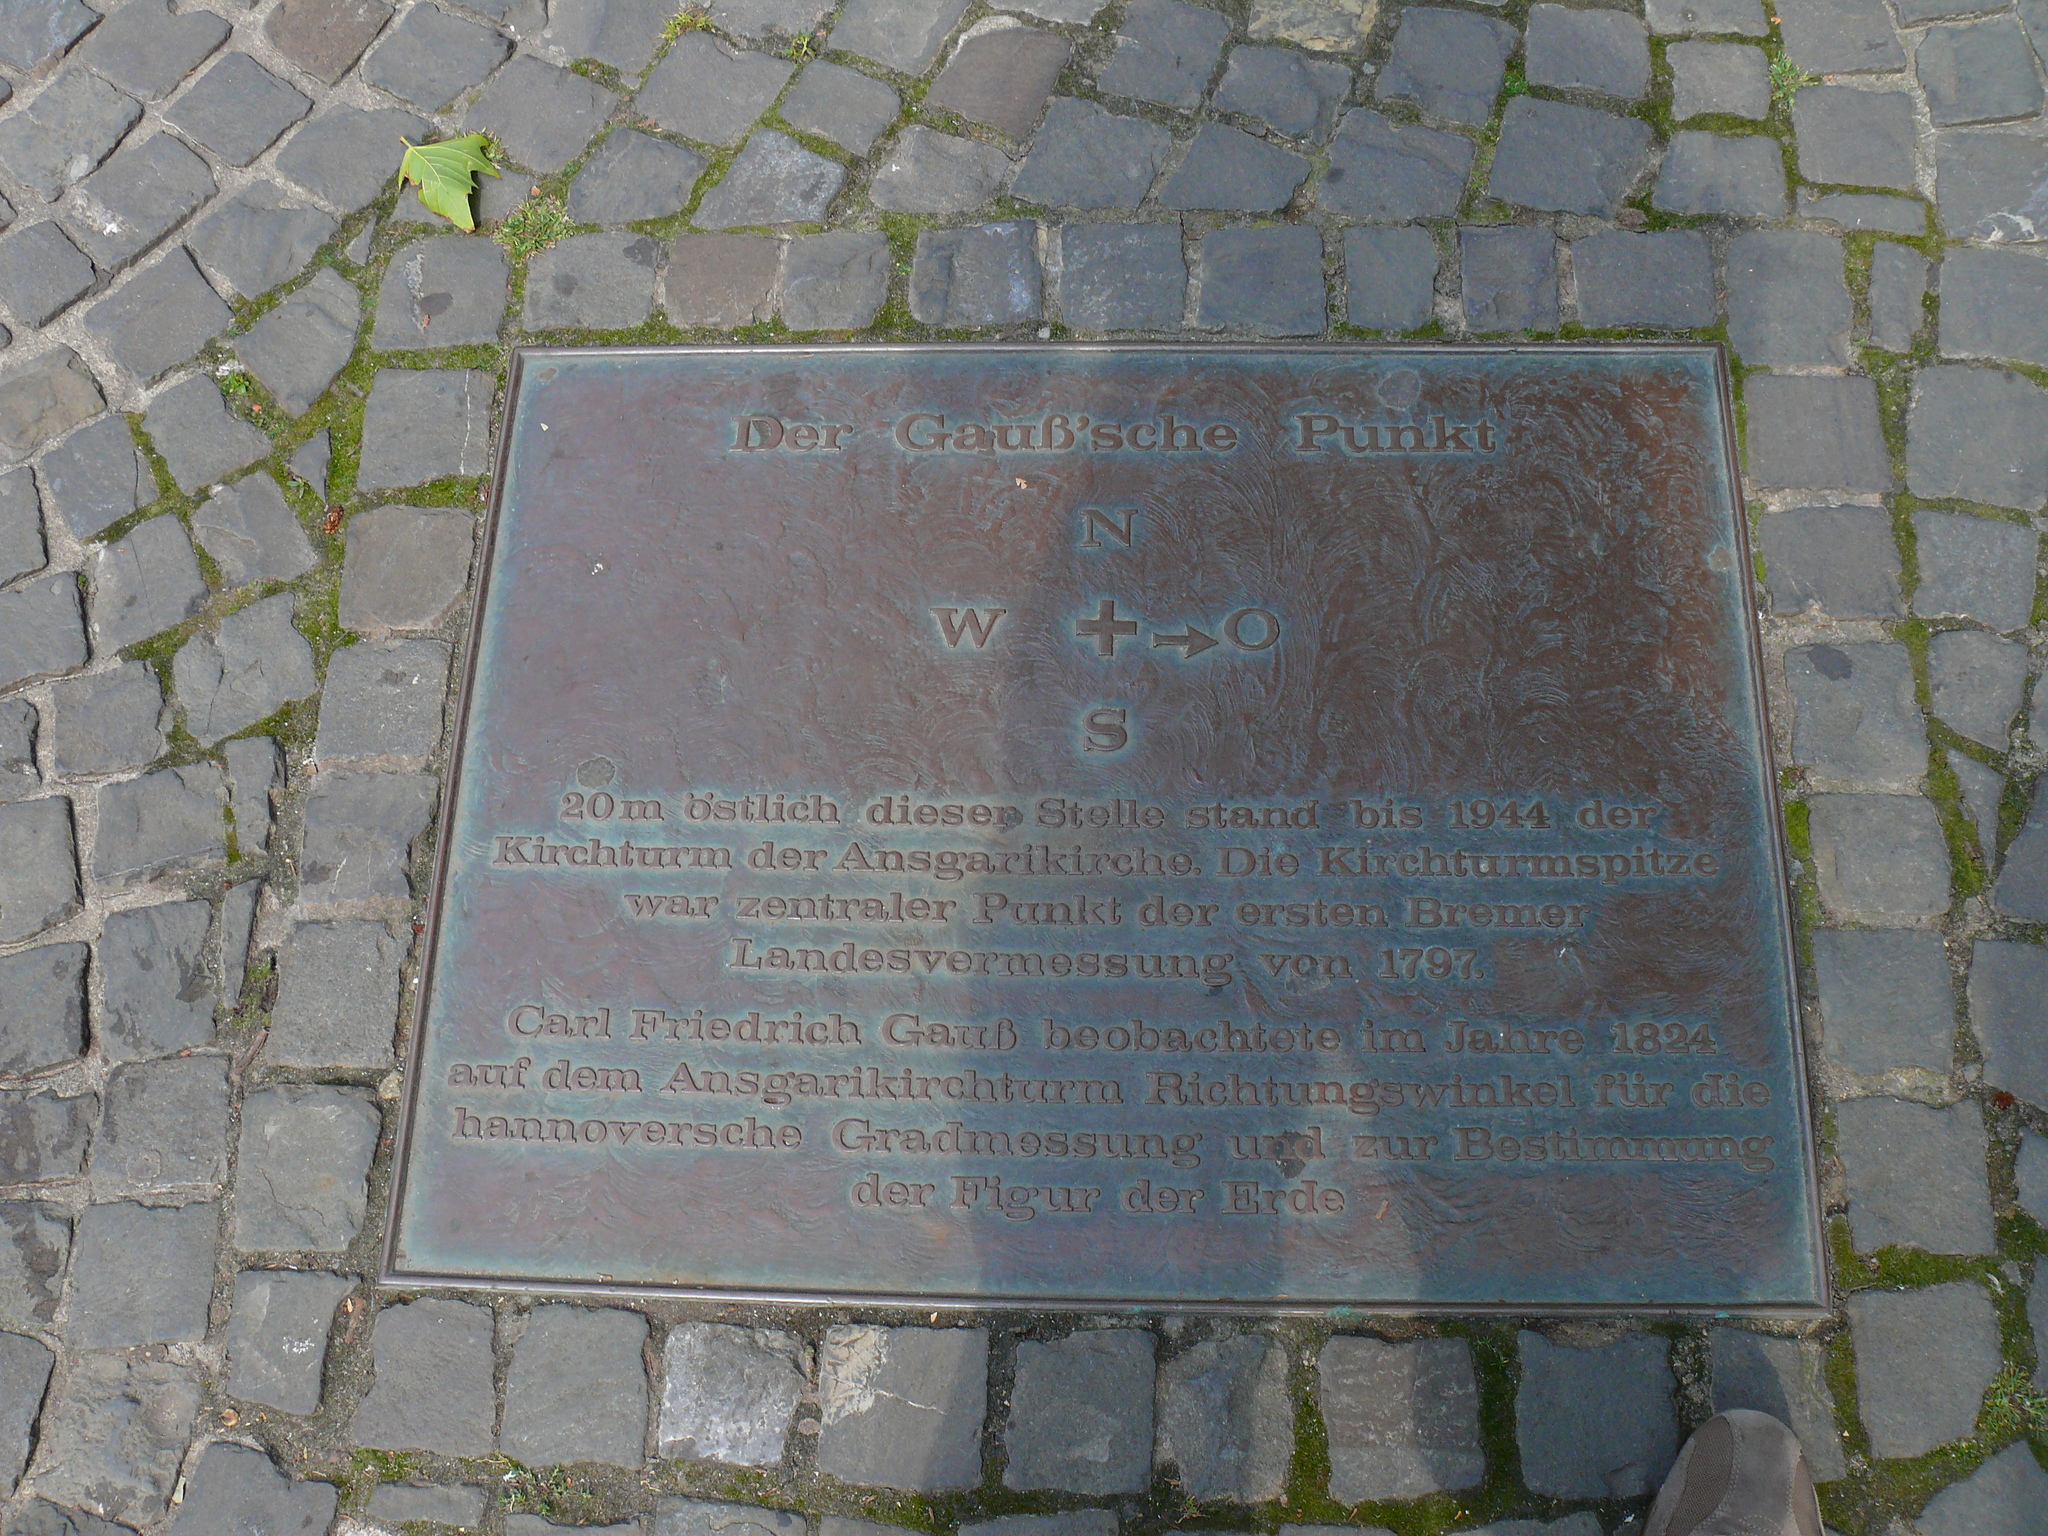 Der Gauß'sche Punkt
N
W + → O
S
20m östlich dieser Stelle stand bis 1944 der
Kirchturm der Ansgarikirche. Die Kirchturmspitze
war zentraler Punkt der ersten Bremer
Landesvermessung von 1797.
Carl Friedrich Gauß beobachtete im Jahre 1824
auf dem Ansgarikirchturm Richtungswinkel für die
hannoversche Gradmessung und zur Bestimmung
der Figur der Erde